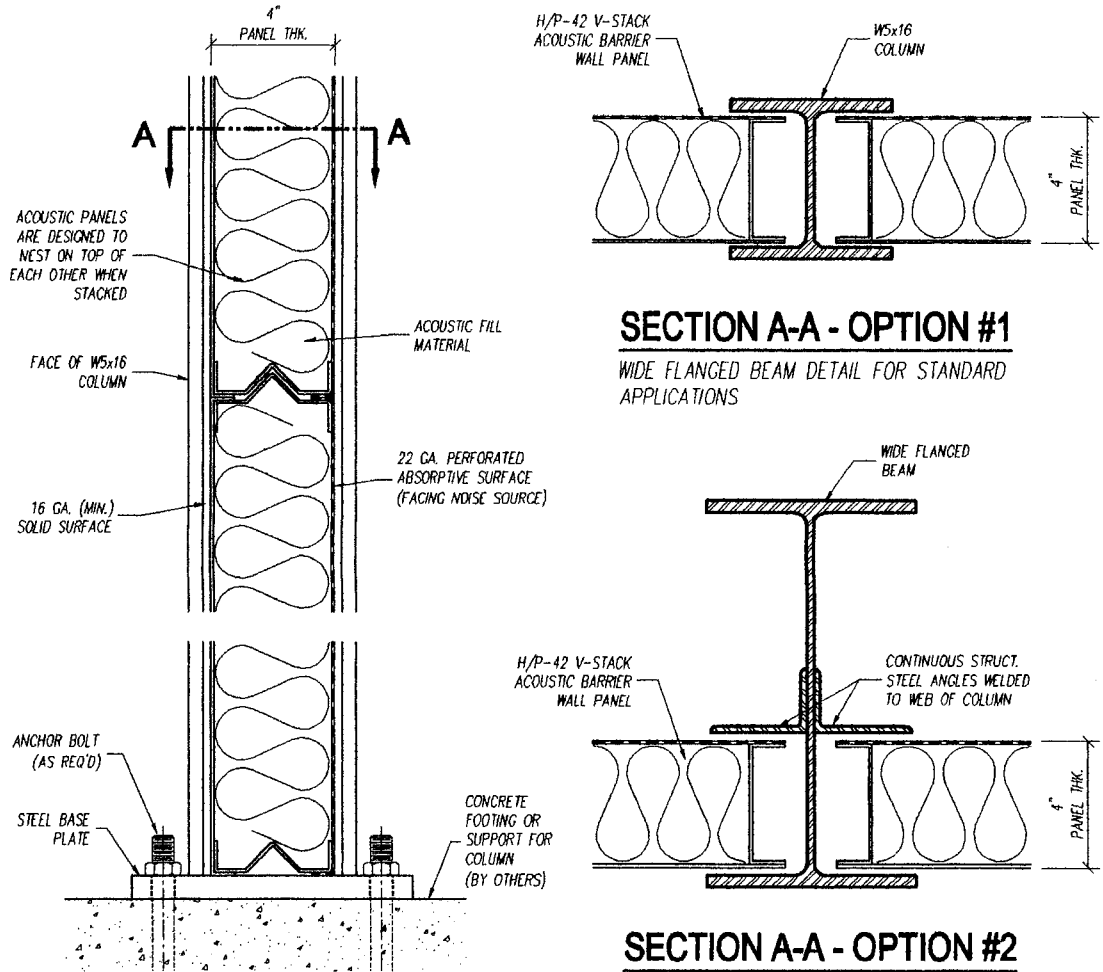 4"
PANEL THK.
A
A
ACOUSTIC PANELS
ARE DESIGNED TO
NEST ON TOP OF
EACH OTHER WHEN
STACKED
ACOUSTIC FILL
MATERIAL
FACE OF W5x16
COLUMN
22 GA. PERFORATED
ABSORPTIVE SURFACE
(FACING NOISE SOURCE)
16 GA. (MIN.)
SOLID SURFACE
ANCHOR BOLT
(AS REQ'D)
STEEL BASE
PLATE
CONCRETE
FOOTING OR
SUPPORT FOR
COLUMN
(BY OTHERS)
H/P-42 V-STACK
ACOUSTIC BARRIER
WALL PANEL
W5x16
COLUMN
4"
PANEL THK.
SECTION A-A - OPTION #1
WIDE FLANGED BEAM DETAIL FOR STANDARD
APPLICATIONS
WIDE FLANGED
BEAM
H/P-42 V-STACK
ACOUSTIC BARRIER
WALL PANEL
CONTINUOUS STRUCT.
STEEL ANGLES WELDED
TO WEB OF COLUMN
4"
PANEL THK.
SECTION A-A - OPTION #2